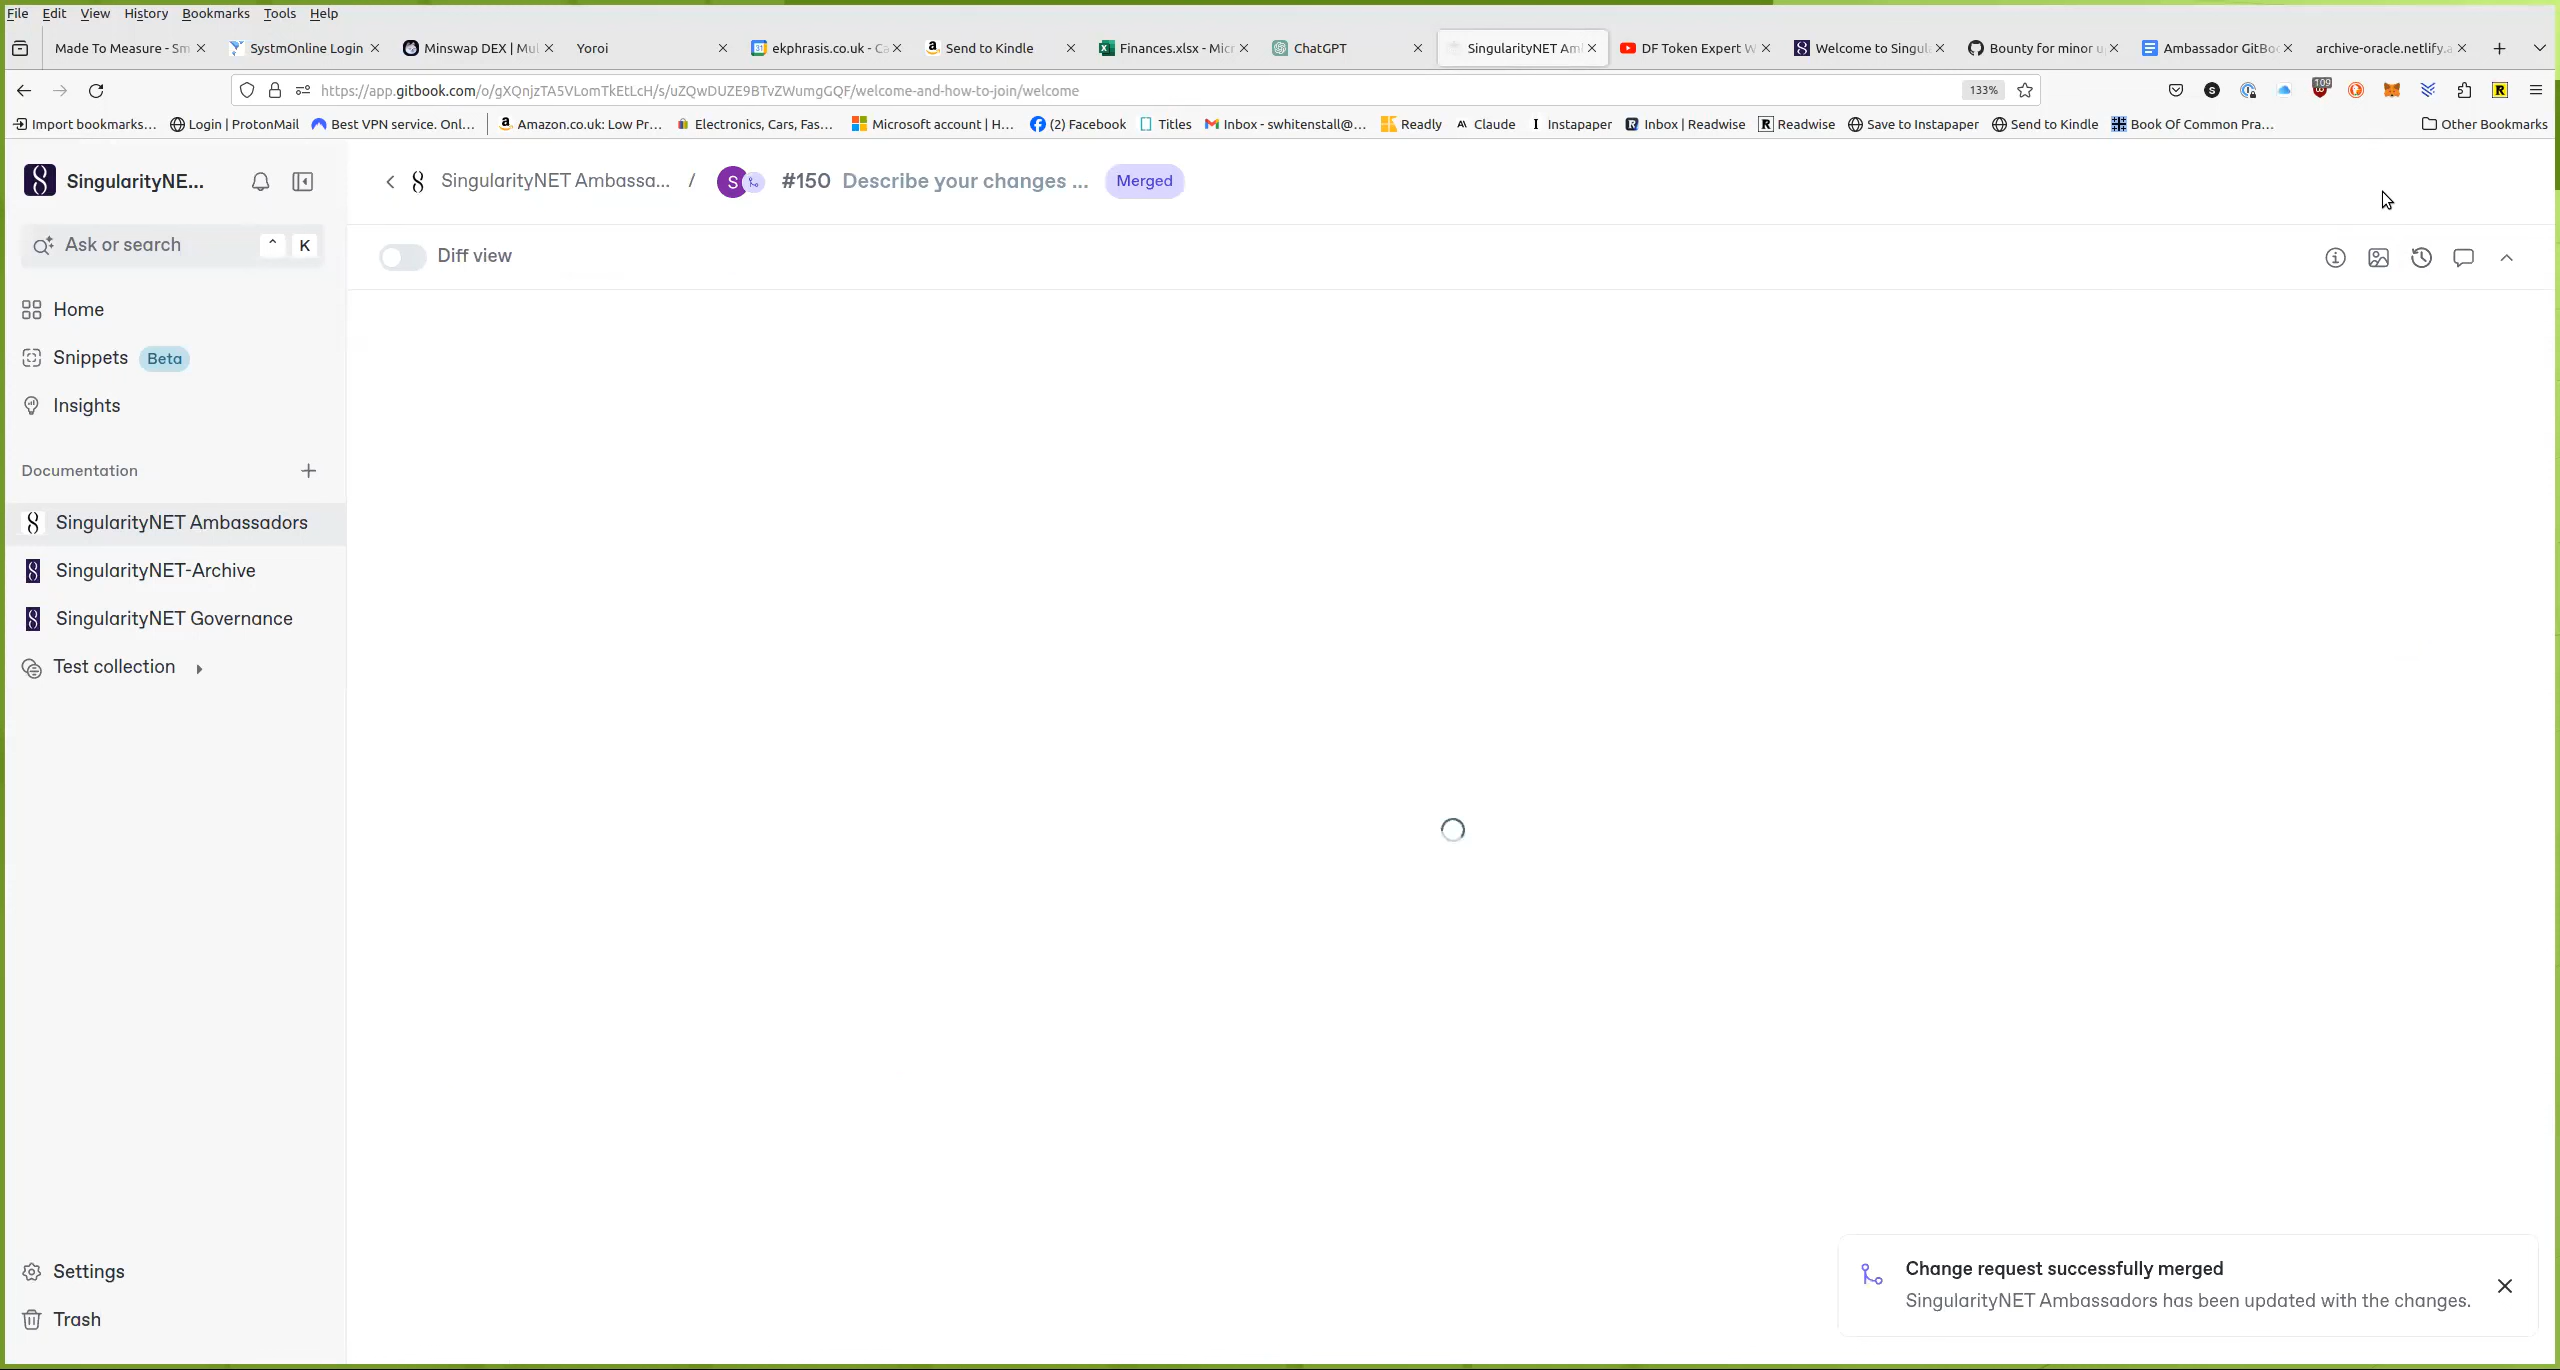 File Edit View History Bookmarks Tools Help
Made To Measure - Sm
SystmOnline Login
Minswap DEX | Mul
Yoroi
ekphrasis.co.uk - Ca
Send to Kindle
Finances.xlsx - Micr
ChatGPT
SingularityNET Am
DF Token Expert W
Welcome to Singul
Bounty for minor u
Ambassador GitBoo
archive-oracle.netlify.a
https://app.gitbook.com/o/gXQnjzTA5VLomTkEtLcH/s/uZQwDUZE9BTvZWumgGQF/welcome-and-how-to-join/welcome
133%
109
Import bookmarks...
Login | ProtonMail
Best VPN service. Onl...
Amazon.co.uk: Low Pr...
Electronics, Cars, Fas...
Microsoft account | H...
(2) Facebook
Titles
Inbox - swhitenstall@...
Readly
Claude
Instapaper
Inbox | Readwise
Readwise
Save to Instapaper
Send to Kindle
Book Of Common Pra...
Other Bookmarks
SingularityNE...
SingularityNET Ambassa... / S #150 Describe your changes ... Merged
Ask or search ^ K
Diff view
Home
Snippets Beta
Insights
Documentation
SingularityNET Ambassadors
SingularityNET-Archive
SingularityNET Governance
Test collection
Settings
Trash
Change request successfully merged
SingularityNET Ambassadors has been updated with the changes.